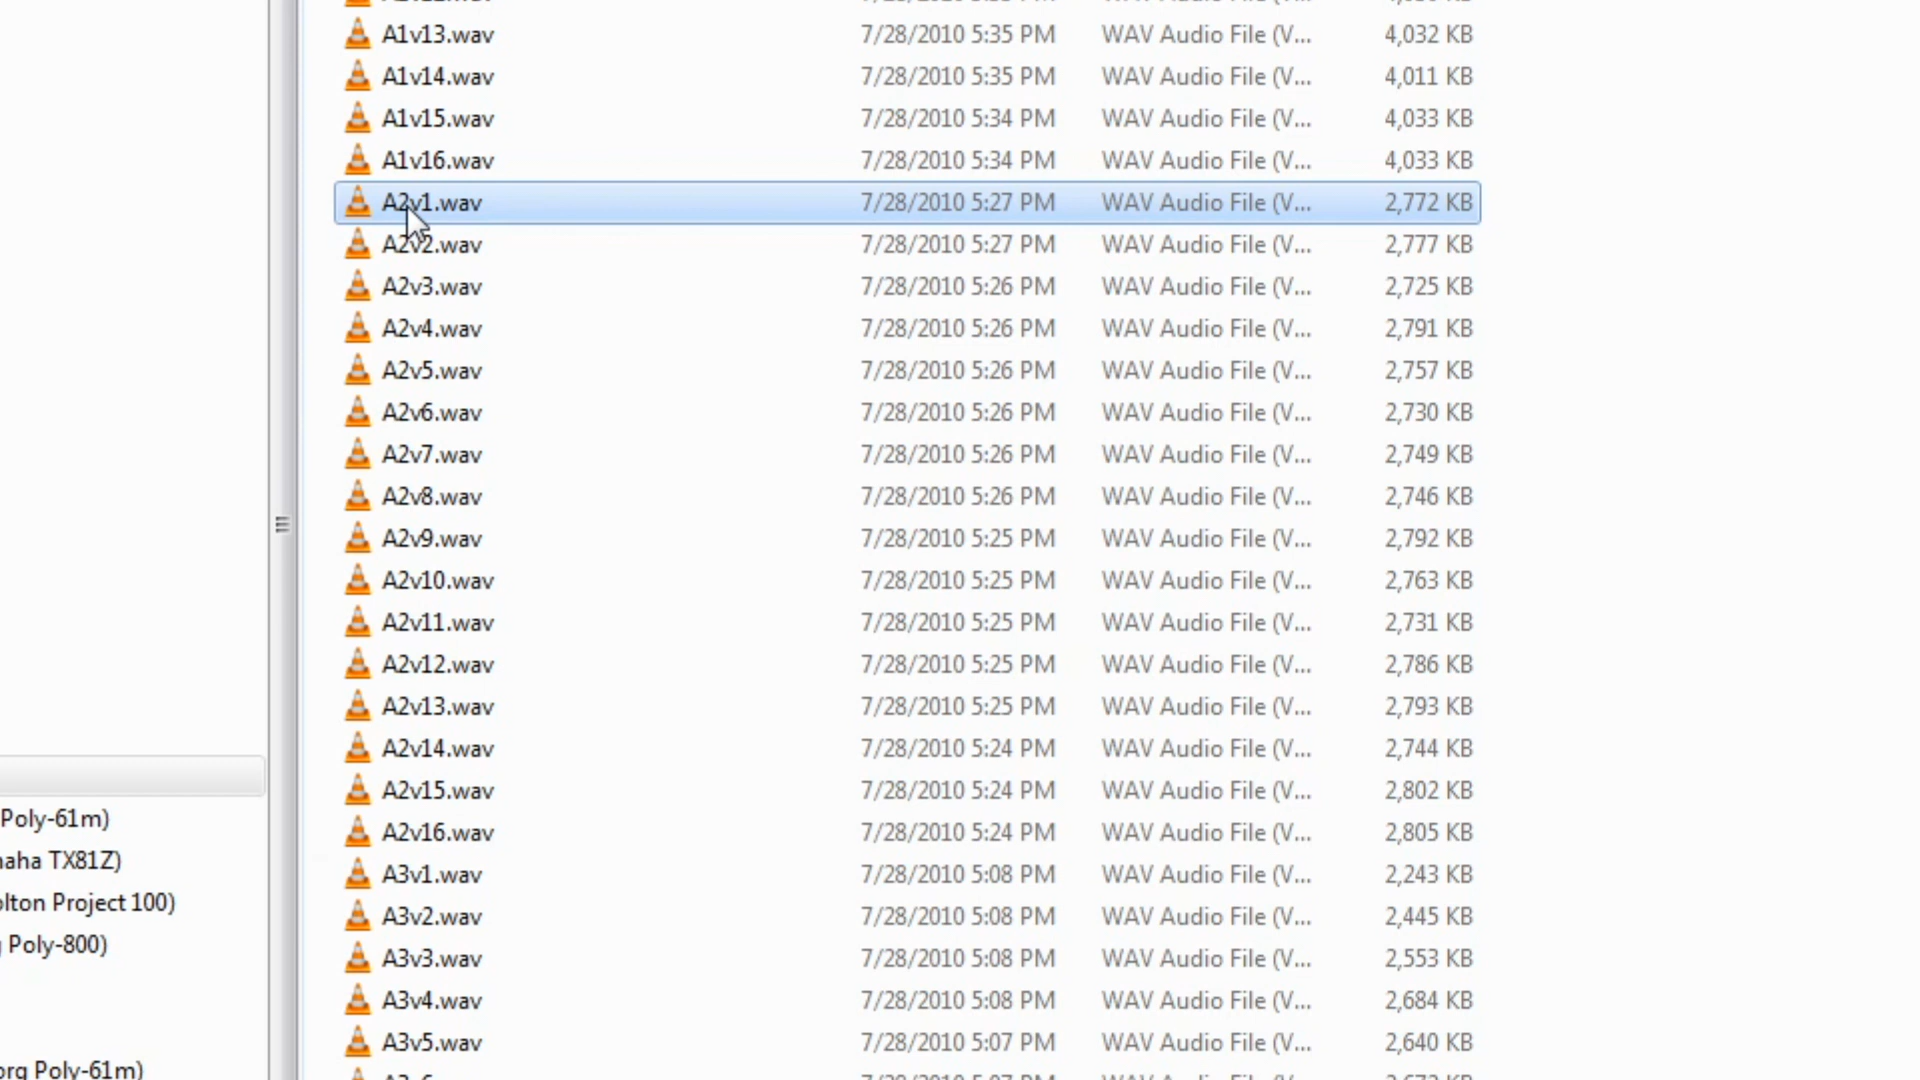 A1v13.wav 7/28/2010 5:35 PM WAV Audio File (V... 4,032 KB
A1v14.wav 7/28/2010 5:35 PM WAV Audio File (V... 4,011 KB
A1v15.wav 7/28/2010 5:34 PM WAV Audio File (V... 4,033 KB
A1v16.wav 7/28/2010 5:34 PM WAV Audio File (V... 4,033 KB
A2v1.wav 7/28/2010 5:27 PM WAV Audio File (V... 2,772 KB
A2v2.wav 7/28/2010 5:27 PM WAV Audio File (V... 2,777 KB
A2v3.wav 7/28/2010 5:26 PM WAV Audio File (V... 2,725 KB
A2v4.wav 7/28/2010 5:26 PM WAV Audio File (V... 2,791 KB
A2v5.wav 7/28/2010 5:26 PM WAV Audio File (V... 2,757 KB
A2v6.wav 7/28/2010 5:26 PM WAV Audio File (V... 2,730 KB
A2v7.wav 7/28/2010 5:26 PM WAV Audio File (V... 2,749 KB
A2v8.wav 7/28/2010 5:26 PM WAV Audio File (V... 2,746 KB
A2v9.wav 7/28/2010 5:25 PM WAV Audio File (V... 2,792 KB
A2v10.wav 7/28/2010 5:25 PM WAV Audio File (V... 2,763 KB
A2v11.wav 7/28/2010 5:25 PM WAV Audio File (V... 2,731 KB
A2v12.wav 7/28/2010 5:25 PM WAV Audio File (V... 2,786 KB
A2v13.wav 7/28/2010 5:25 PM WAV Audio File (V... 2,793 KB
A2v14.wav 7/28/2010 5:24 PM WAV Audio File (V... 2,744 KB
A2v15.wav 7/28/2010 5:24 PM WAV Audio File (V... 2,802 KB
A2v16.wav 7/28/2010 5:24 PM WAV Audio File (V... 2,805 KB
A3v1.wav 7/28/2010 5:08 PM WAV Audio File (V... 2,243 KB
A3v2.wav 7/28/2010 5:08 PM WAV Audio File (V... 2,445 KB
A3v3.wav 7/28/2010 5:08 PM WAV Audio File (V... 2,553 KB
A3v4.wav 7/28/2010 5:08 PM WAV Audio File (V... 2,684 KB
A3v5.wav 7/28/2010 5:07 PM WAV Audio File (V... 2,640 KB
Poly-61m)
naha TX81Z)
olton Project 100)
Poly-800)
org Poly-61m)